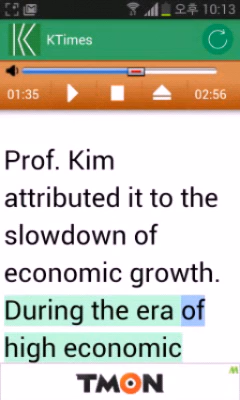 오후 10:13
KTimes
01:35
02:56
Prof. Kim
attributed it to the
slowdown of
economic growth.
During the era of
high economic
TMON